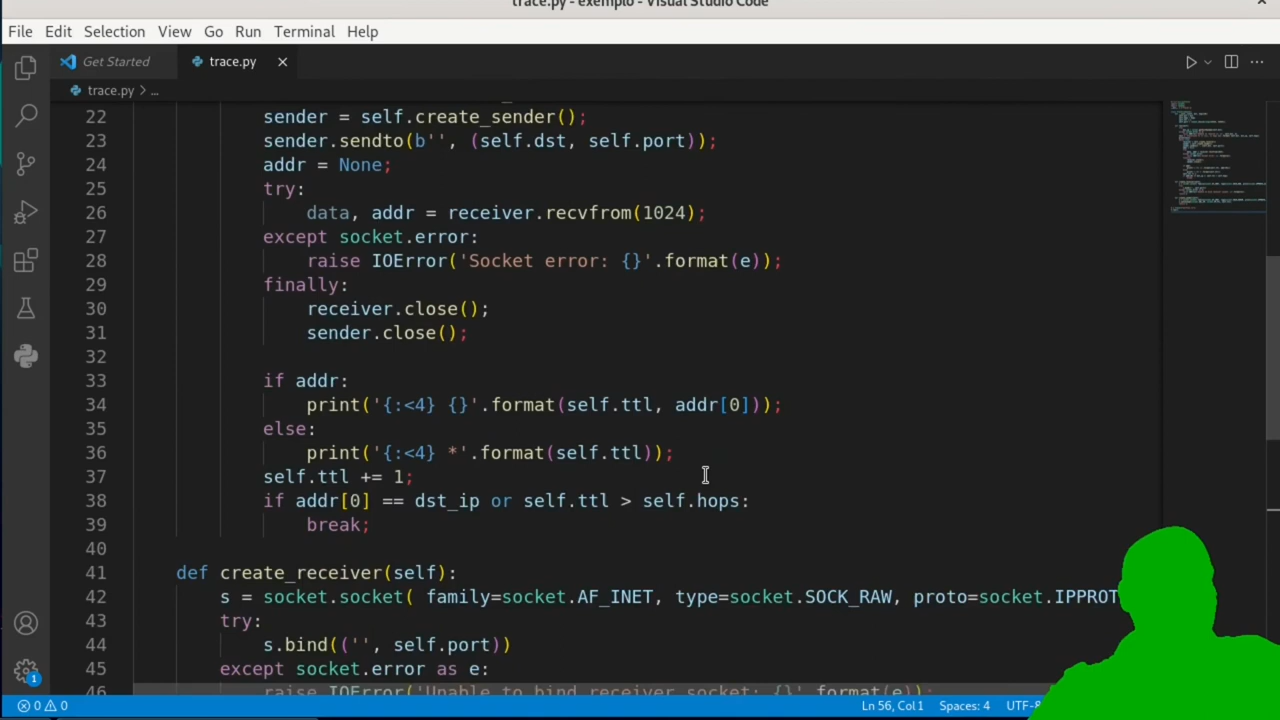 trace.py - exemplo - Visual Studio Code
File Edit Selection View Go Run Terminal Help
Get Started trace.py
trace.py > ...
22 sender = self.create_sender();
23 sender.sendto(b'', (self.dst, self.port));
24 addr = None;
25 try:
26 data, addr = receiver.recvfrom(1024);
27 except socket.error:
28 raise IOError('Socket error: {}'.format(e));
29 finally:
30 receiver.close();
31 sender.close();
32
33 if addr:
34 print('{:<4} {}'.format(self.ttl, addr[0]));
35 else:
36 print('{:<4} *'.format(self.ttl));
37 self.ttl += 1;
38 if addr[0] == dst_ip or self.ttl > self.hops:
39 break;
40
41 def create_receiver(self):
42 s = socket.socket( family=socket.AF_INET, type=socket.SOCK_RAW, proto=socket.IPPROT
43 try:
44 s.bind(('', self.port))
45 except socket.error as e:
46 raise IOError('Unable to bind receiver socket: {}'.format(e));
1
0 0 Ln 56, Col 1 Spaces: 4 UTF-8